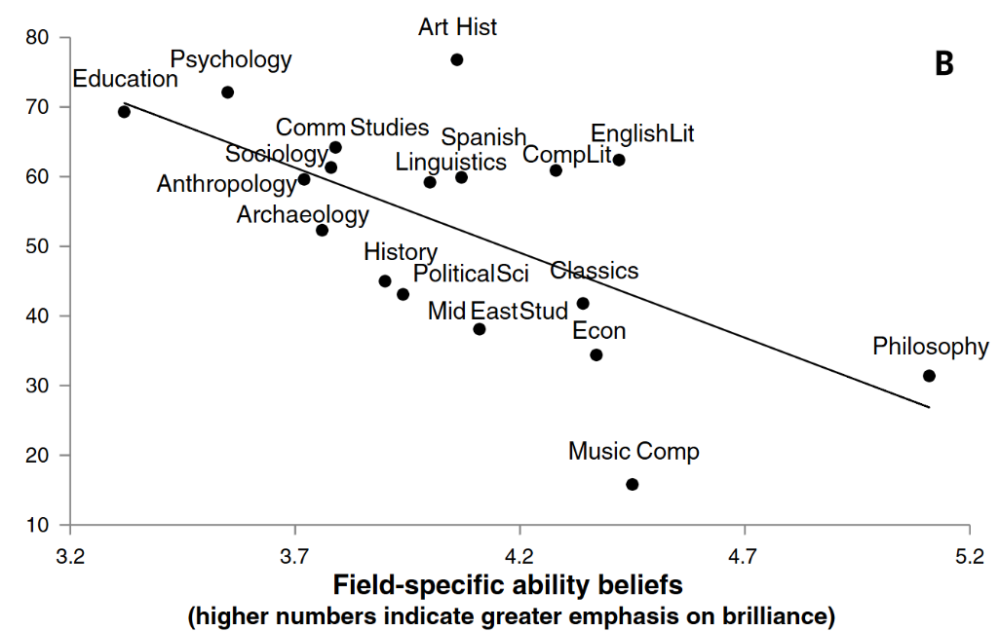 Art Hist
80
B
Psychology
Education
70
Comm Studies
Spanish
EnglishLit
Sociology
Linguistics
CompLit
60
Anthropology
Archaeology
50
History
PoliticalSci
Classics
40
Mid EastStud
Econ
Philosophy
30
20
Music Comp
10
3.2 3.7 4.2 4.7 5.2
Field-specific ability beliefs
(higher numbers indicate greater emphasis on brilliance)